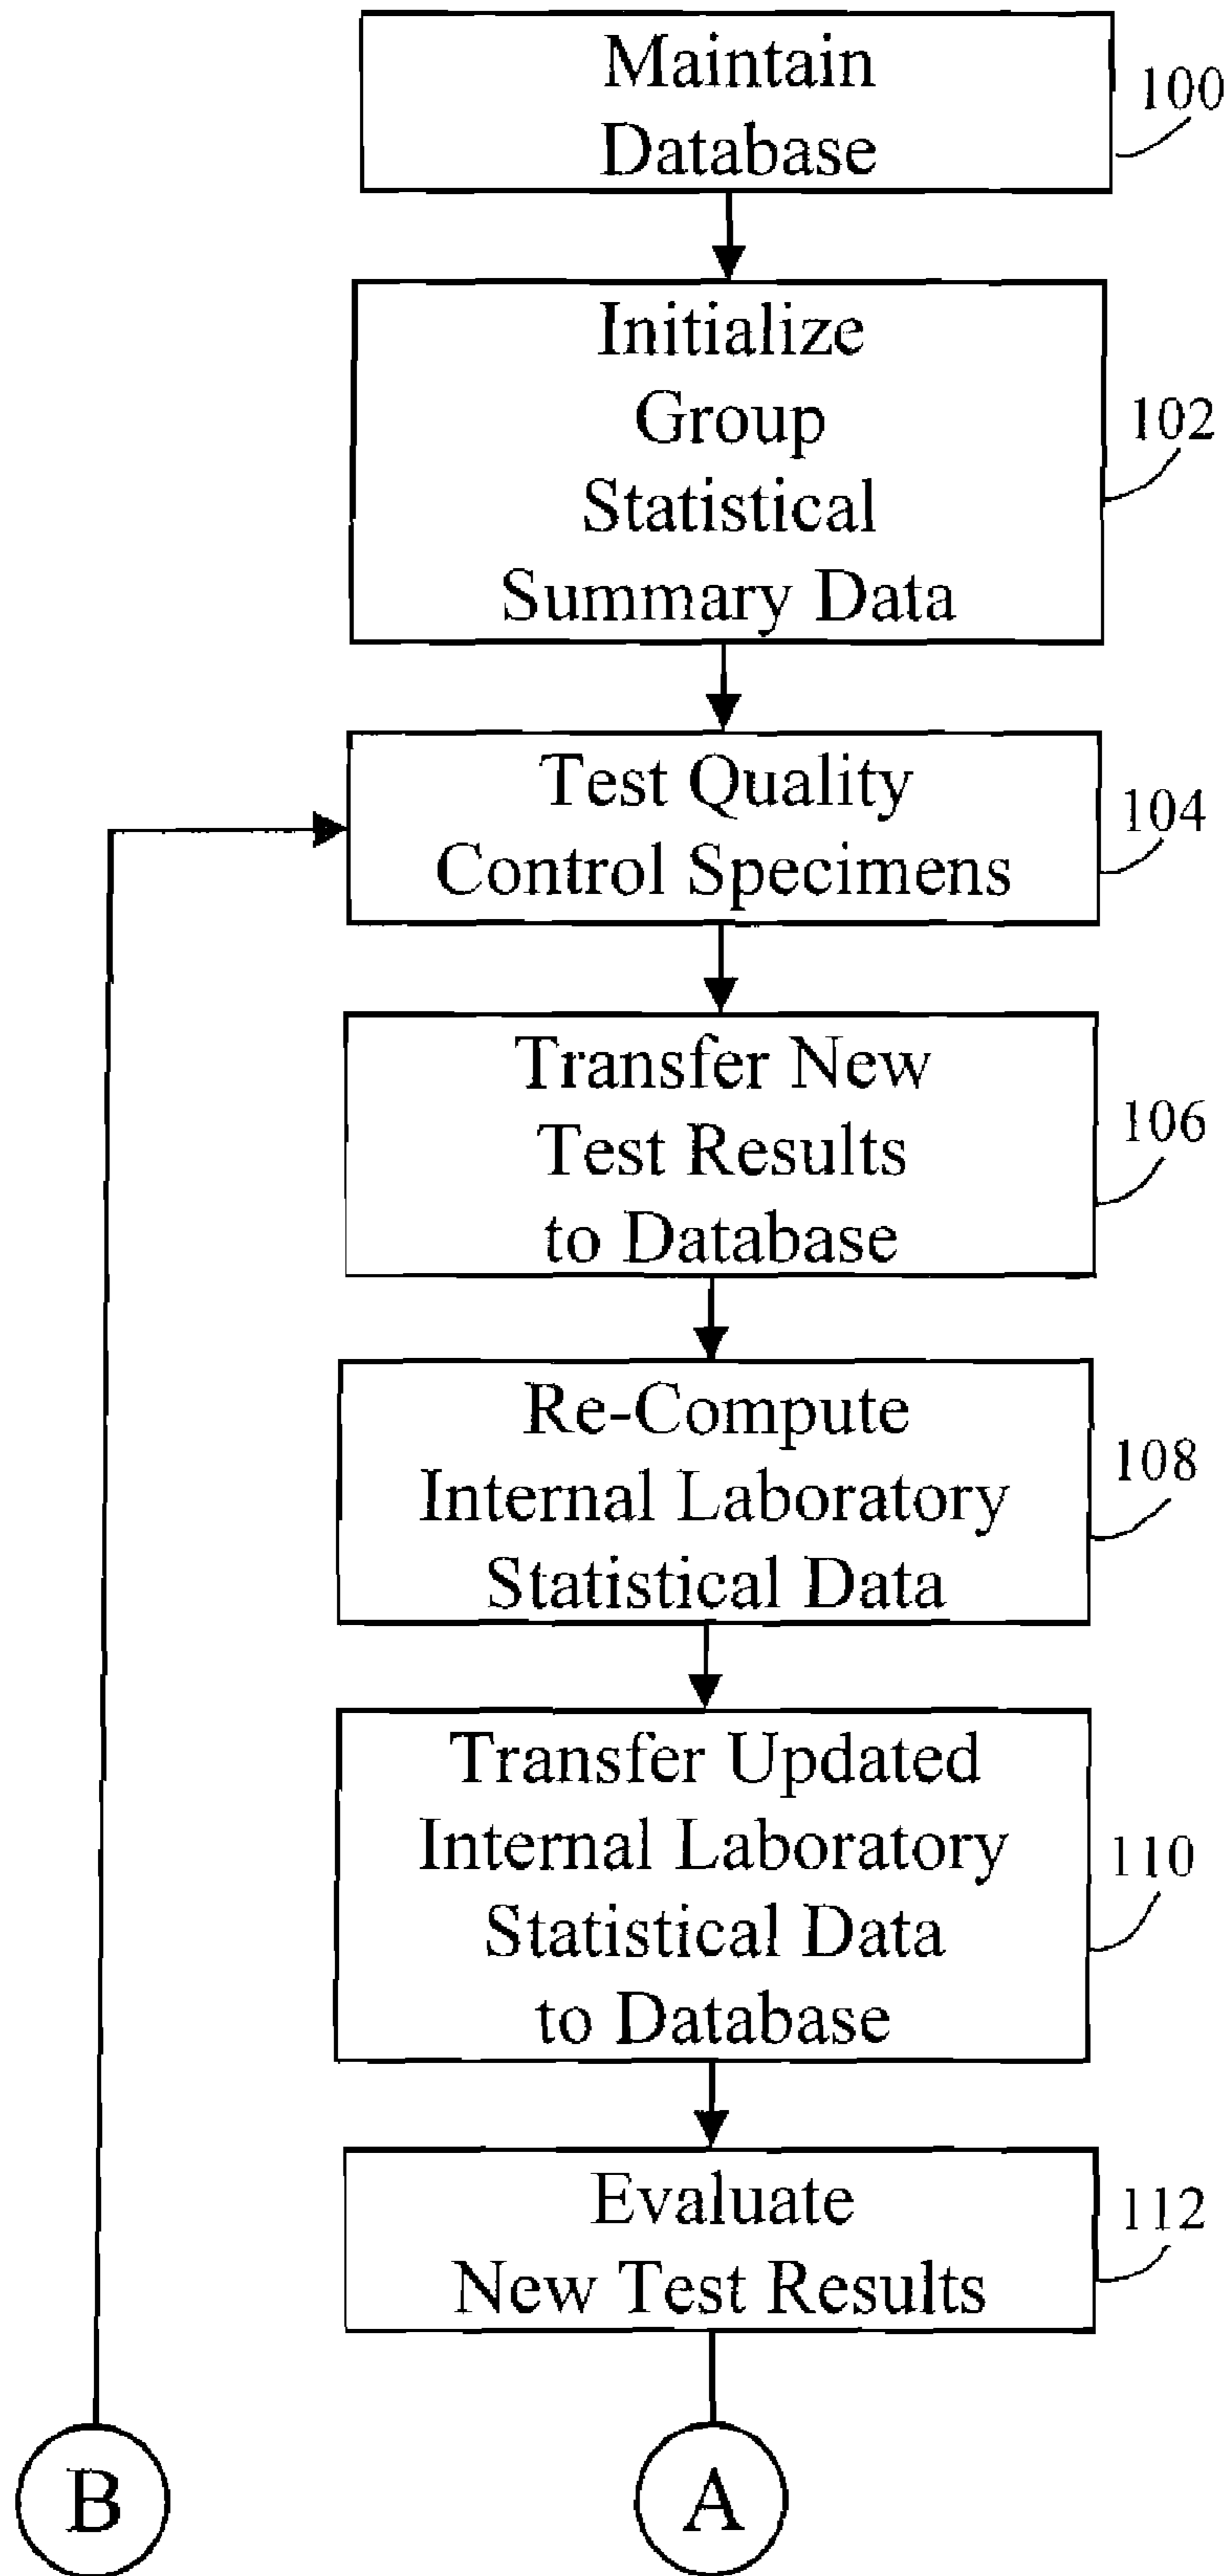 Maintain
Database
100
Initialize
Group
Statistical
Summary Data
102
Test Quality
Control Specimens
104
Transfer New
Test Results
to Database
106
Re-Compute
Internal Laboratory
Statistical Data
108
Transfer Updated
Internal Laboratory
Statistical Data
to Database
110
Evaluate
New Test Results
112
B
A